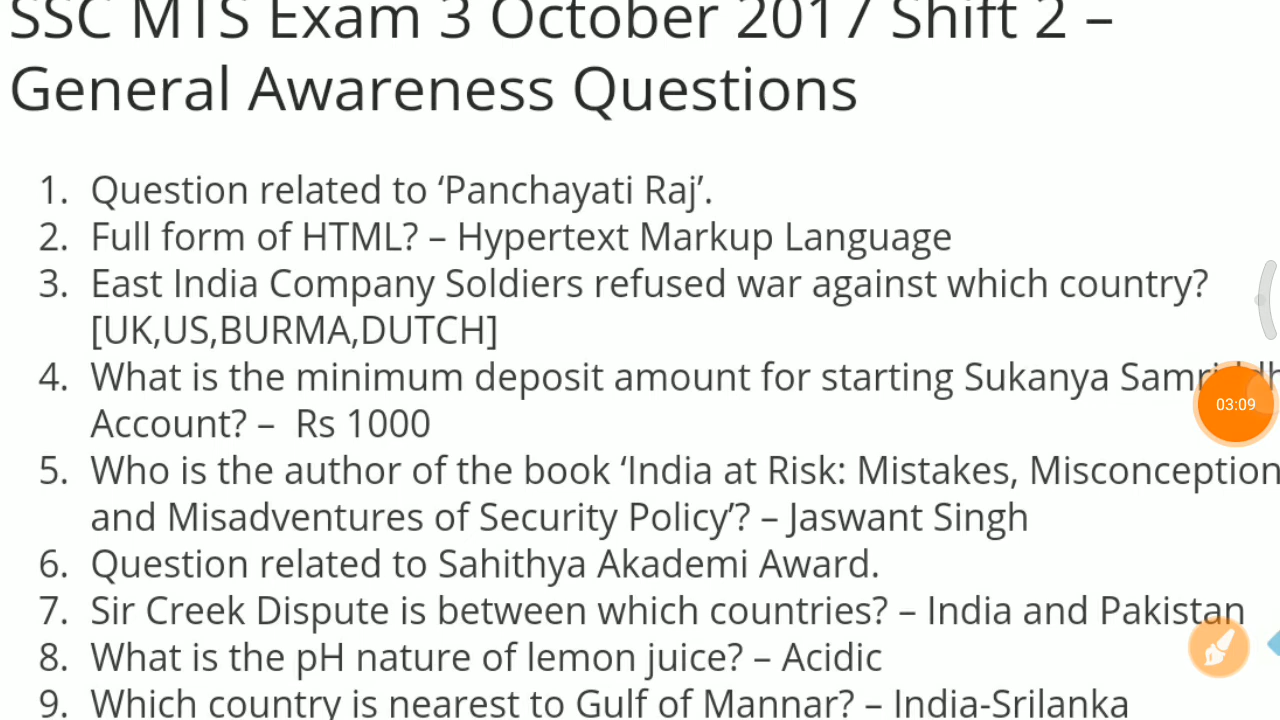 SSC MTS Exam 3 October 2017 Shift 2 –
General Awareness Questions
1. Question related to ‘Panchayati Raj’.
2. Full form of HTML? – Hypertext Markup Language
3. East India Company Soldiers refused war against which country?
[UK,US,BURMA,DUTCH]
4. What is the minimum deposit amount for starting Sukanya
Account? – Rs 1000
03:09
5. Who is the author of the book ‘India at Risk: Mistakes, Misconception
and Misadventures of Security Policy’? – Jaswant Singh
6. Question related to Sahithya Akademi Award.
7. Sir Creek Dispute is between which countries? – India and Pakistan
8. What is the pH nature of lemon juice? – Acidic
9. Which country is nearest to Gulf of Mannar? – India-Srilanka